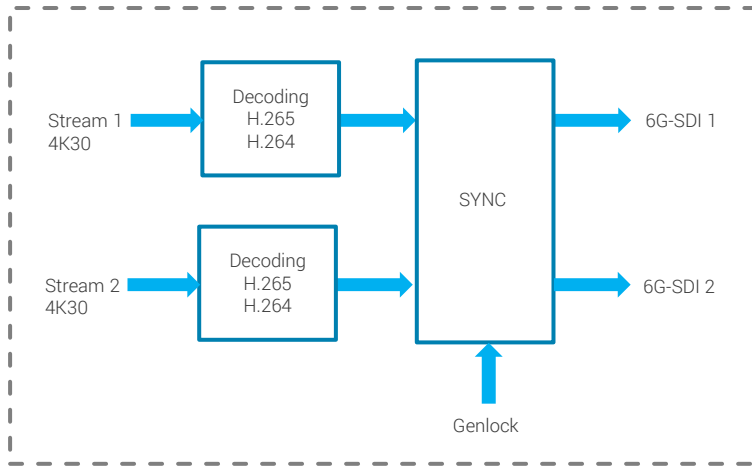 Stream 1
4K30
Decoding
H.265
H.264
6G-SDI 1
SYNC
Stream 2
4K30
Decoding
H.265
H.264
6G-SDI 2
Genlock